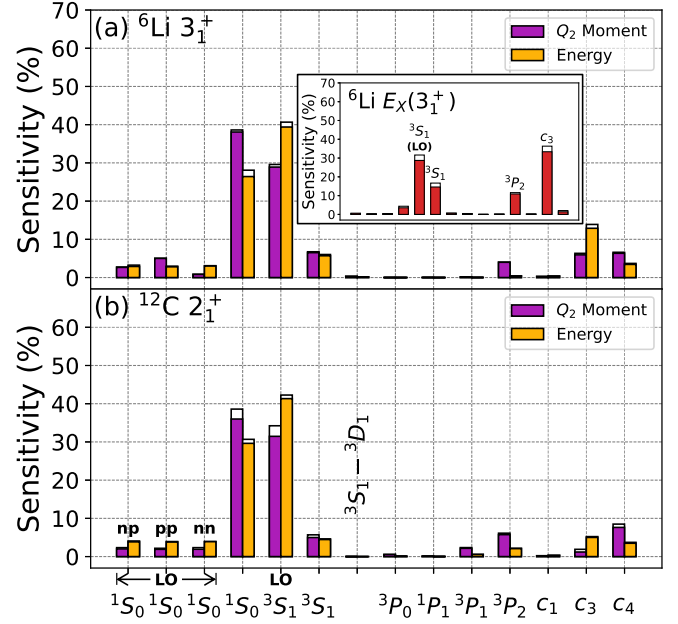 70
60
50
40
30
20
10
0
Sensitivity (%)
(a) ⁶Li 3₁⁺
Q₂ Moment
Energy
70
60
50
40
30
20
10
0
Sensitivity (%)
⁶Li E_X(3₁⁺)
³S₁
(LO)
³S₁
³P₂
c₃
60
50
40
30
20
10
0
Sensitivity (%)
(b) ¹²C 2₁⁺
Q₂ Moment
Energy
³S₁−³D₁
np pp nn
LO LO
¹S₀ ¹S₀ ¹S₀ ¹S₀ ³S₁ ³S₁ ³P₀ ¹P₁ ³P₁ ³P₂ c₁ c₃ c₄